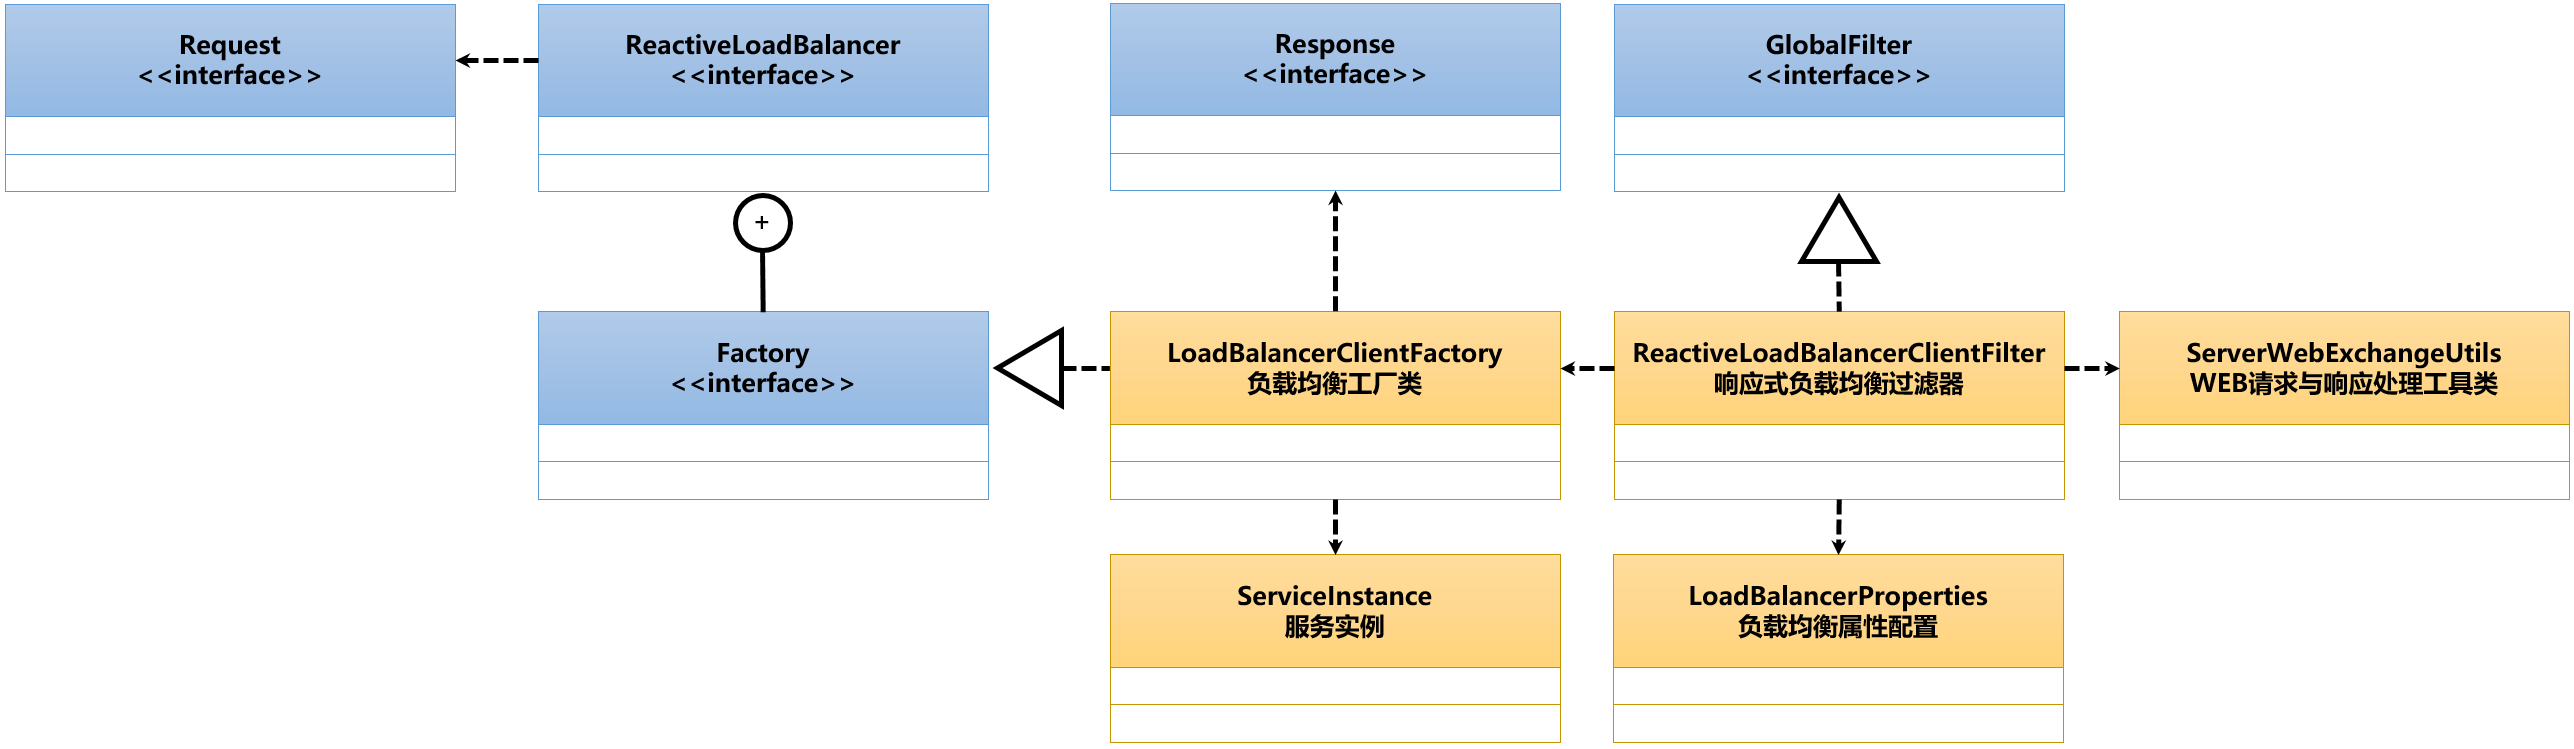 Request
<<interface>>
ReactiveLoadBalancer
<<interface>>
Response
<<interface>>
GlobalFilter
<<interface>>
+
Factory
<<interface>>
LoadBalancerClientFactory
负载均衡工厂类
ReactiveLoadBalancerClientFilter
响应式负载均衡过滤器
ServerWebExchangeUtils
WEB请求与响应处理工具类
ServiceInstance
服务实例
LoadBalancerProperties
负载均衡属性配置